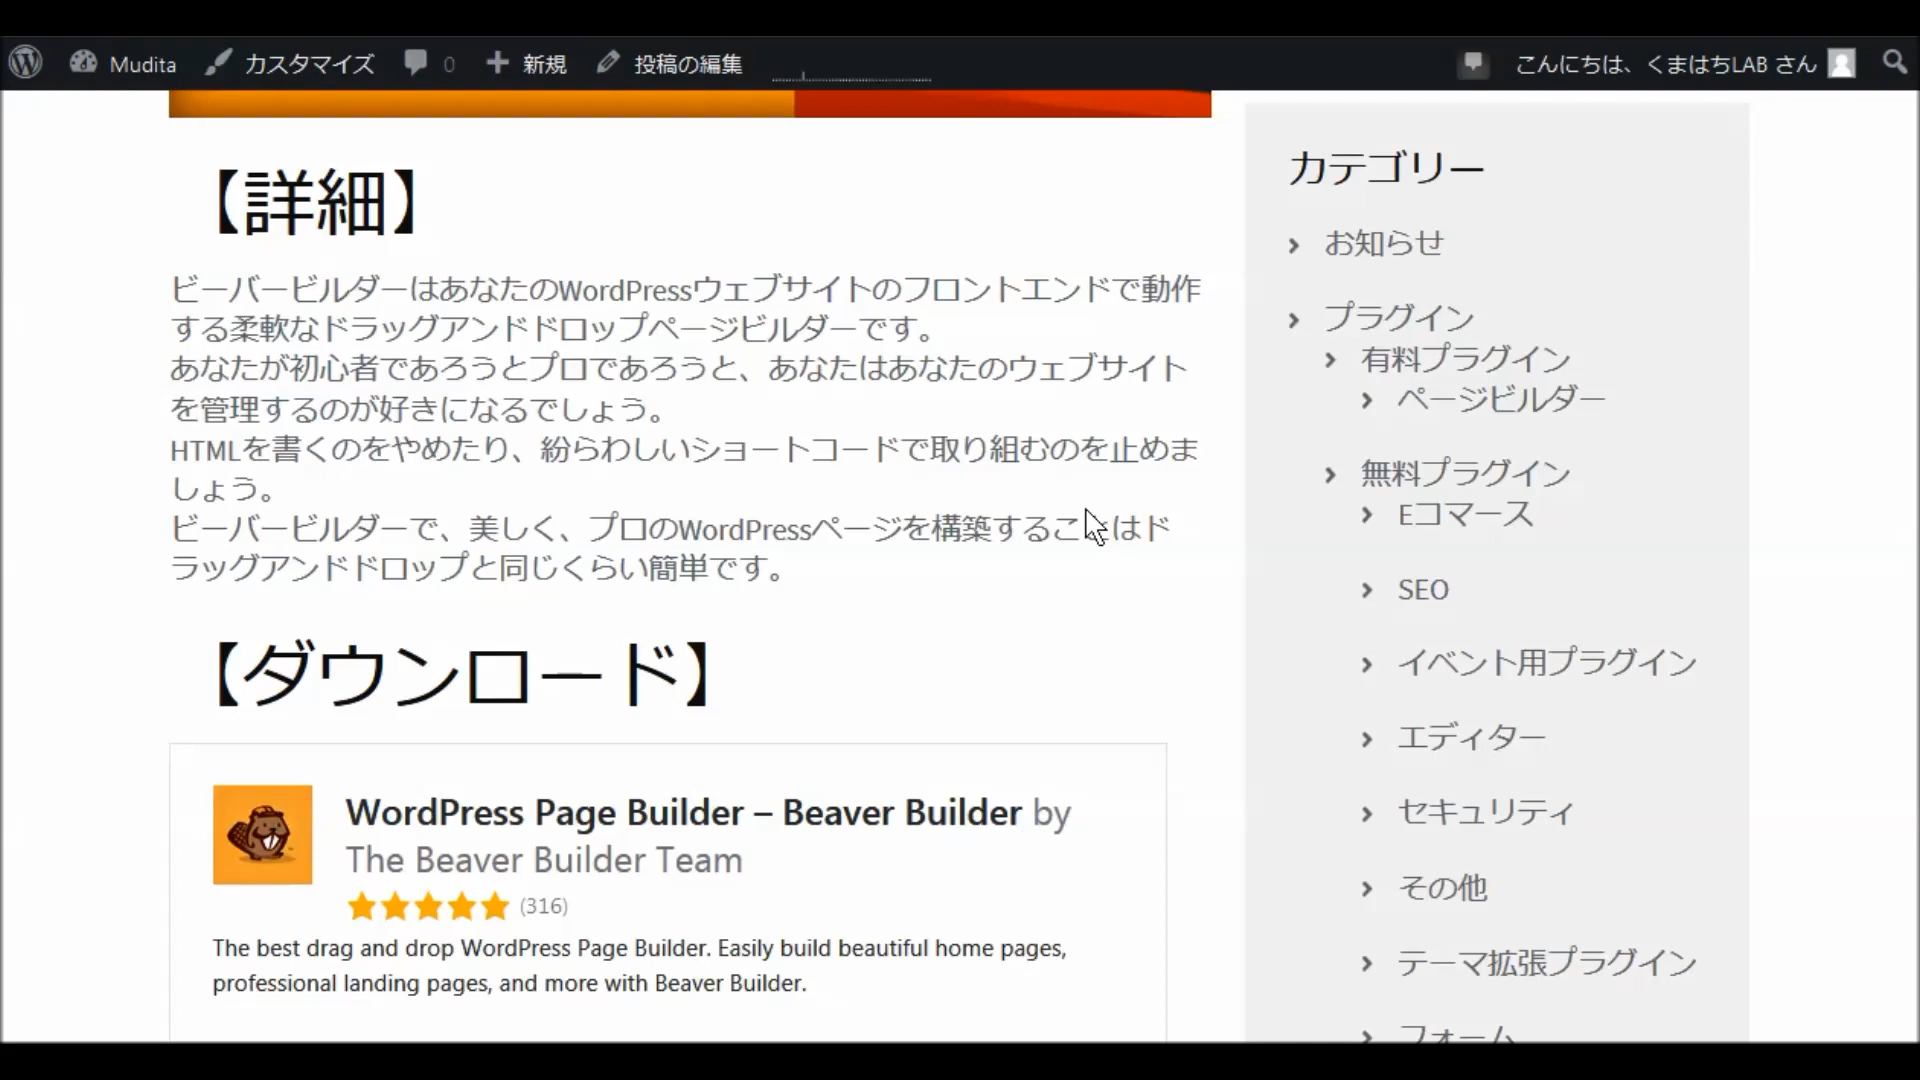 Mudita カスタマイズ 0 新規 投稿の編集 こんにちは、くまはちLAB さん
【詳細】
ビーバービルダーはあなたのWordPressウェブサイトのフロントエンドで動作
する柔軟なドラッグアンドドロップページビルダーです。
あなたが初心者であろうとプロであろうと、あなたはあなたのウェブサイト
を管理するのが好きになるでしょう。
HTMLを書くのをやめたり、紛らわしいショートコードで取り組むのを止めま
しょう。
ビーバービルダーで、美しく、プロのWordPressページを構築することはド
ラッグアンドドロップと同じくらい簡単です。
【ダウンロード】
WordPress Page Builder – Beaver Builder by
The Beaver Builder Team
(316)
The best drag and drop WordPress Page Builder. Easily build beautiful home pages,
professional landing pages, and more with Beaver Builder.
カテゴリー
お知らせ
プラグイン
有料プラグイン
ページビルダー
無料プラグイン
Eコマース
SEO
イベント用プラグイン
エディター
セキュリティ
その他
テーマ拡張プラグイン
フォーム